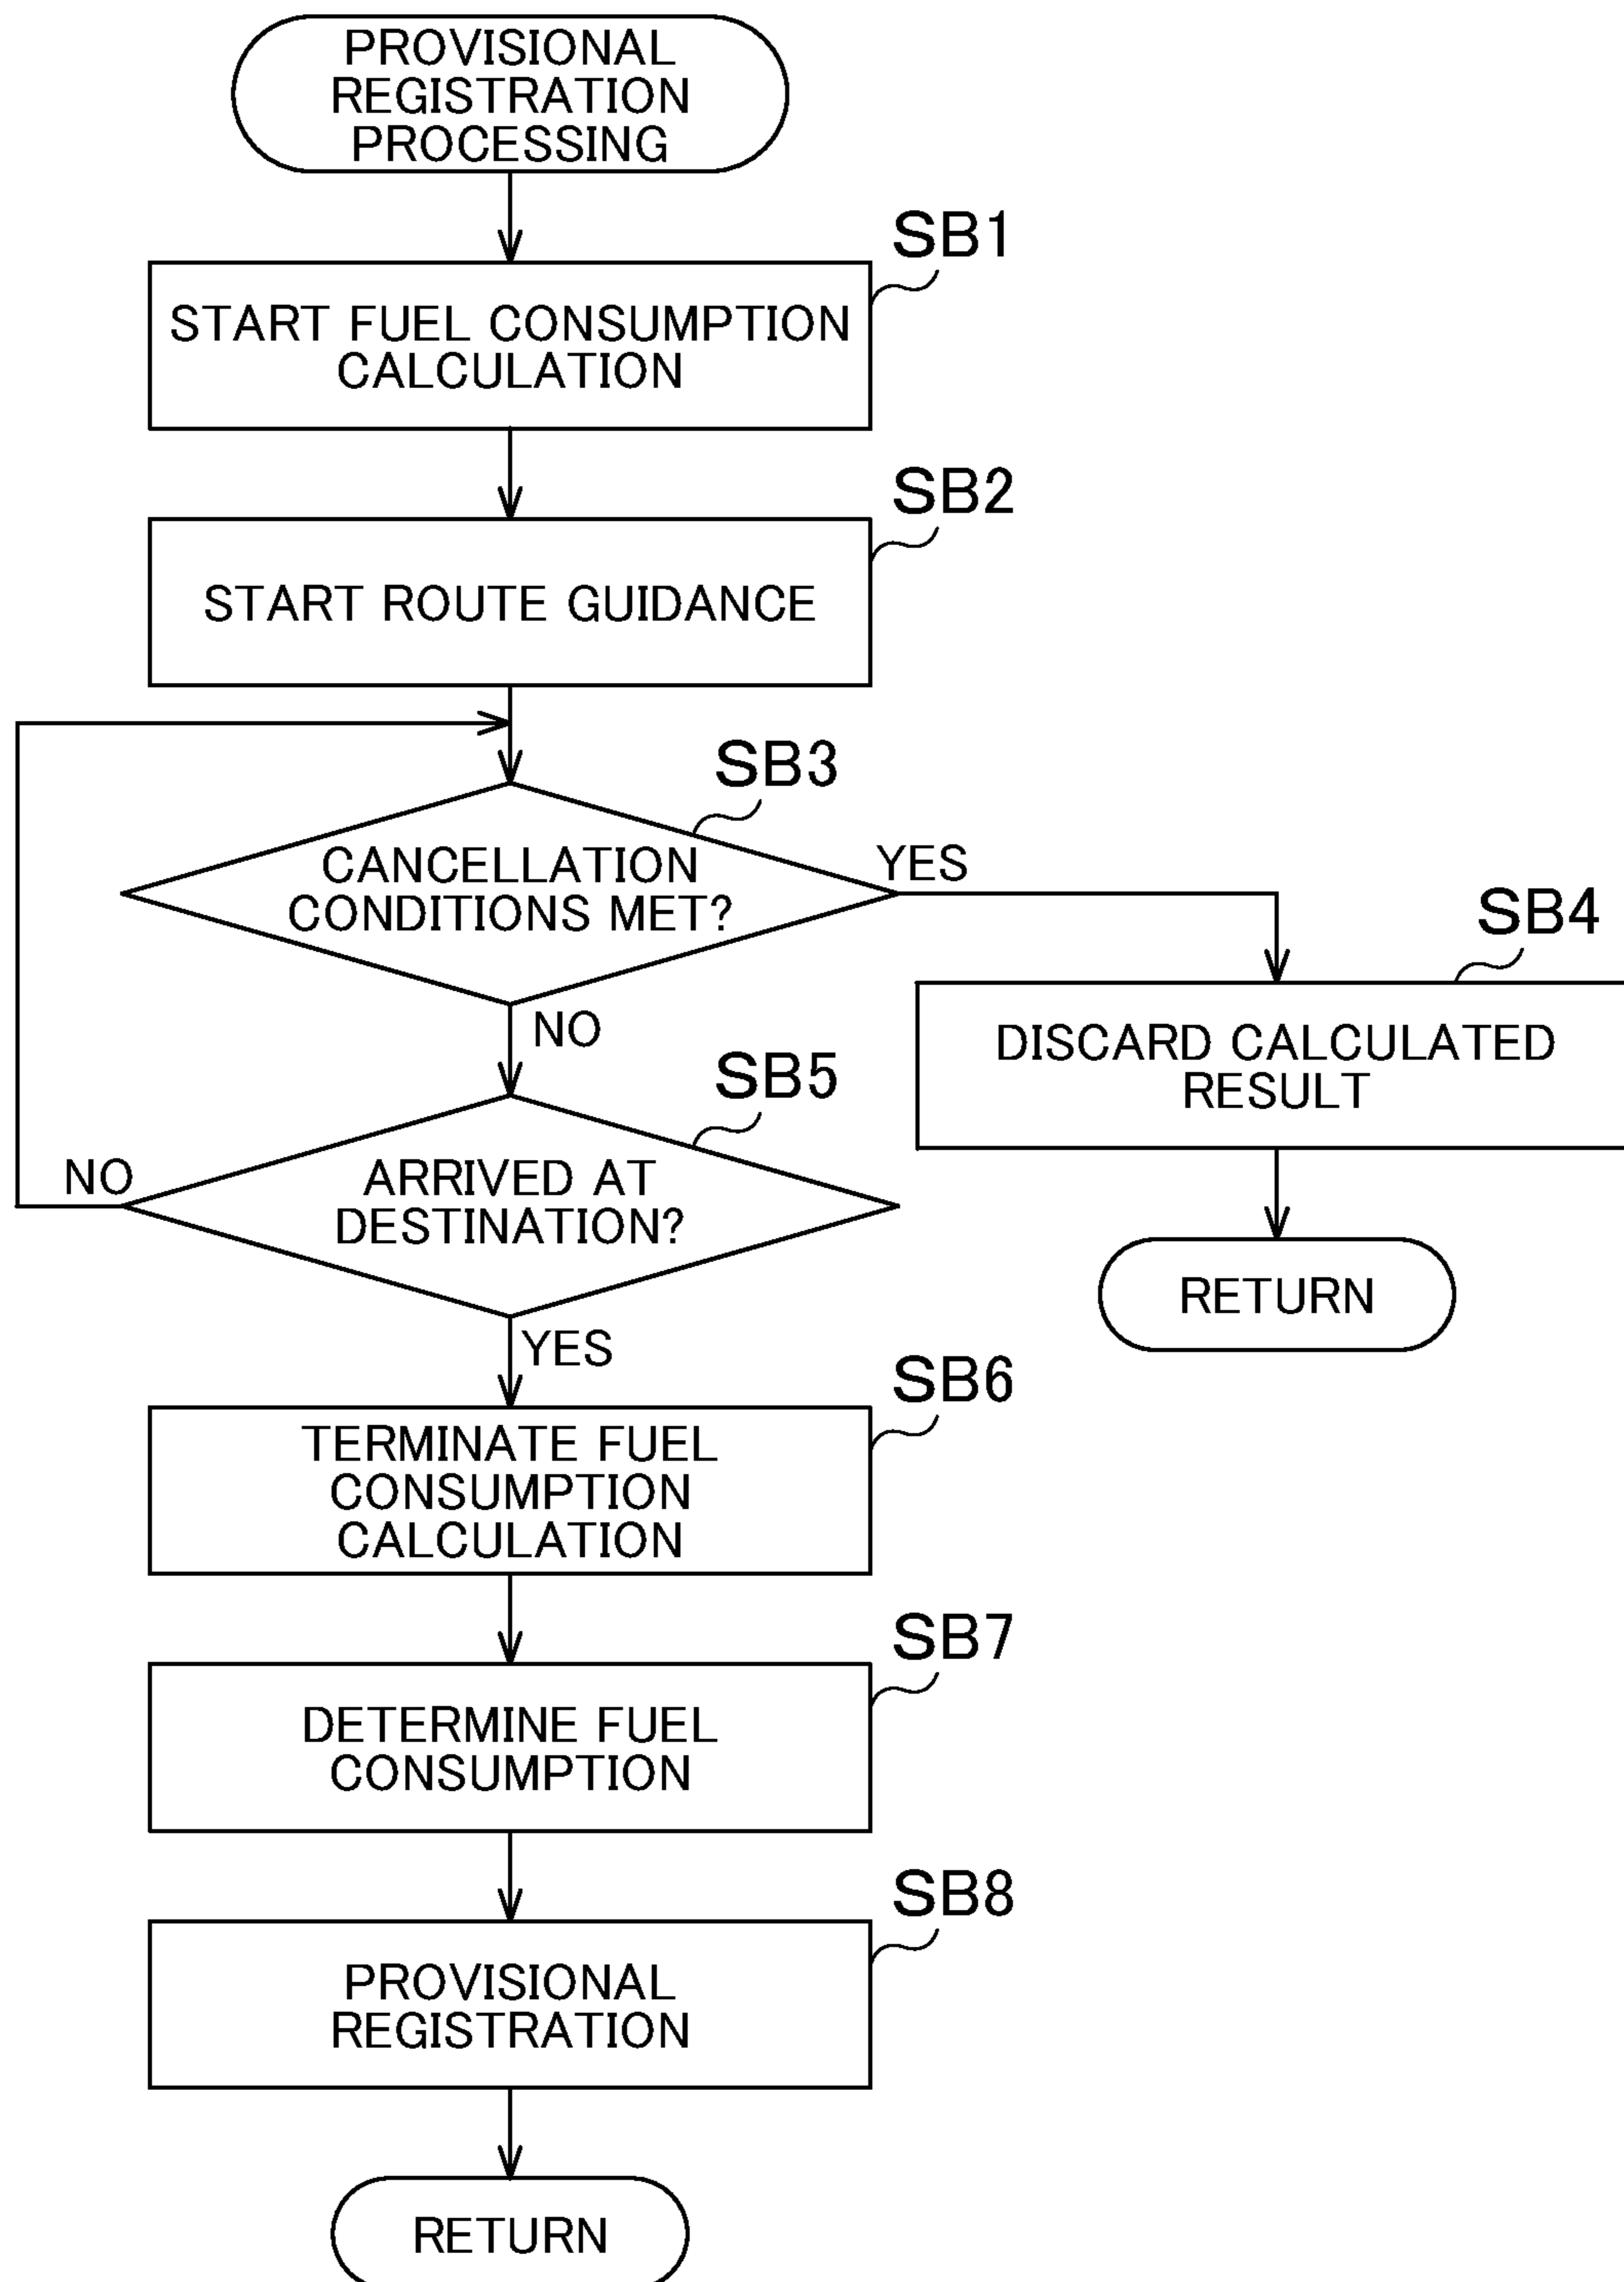 PROVISIONAL
REGISTRATION
PROCESSING
SB1
START FUEL CONSUMPTION
CALCULATION
SB2
START ROUTE GUIDANCE
SB3
CANCELLATION
CONDITIONS MET?
YES
NO
SB4
DISCARD CALCULATED
RESULT
RETURN
SB5
ARRIVED AT
DESTINATION?
NO
YES
SB6
TERMINATE FUEL
CONSUMPTION
CALCULATION
SB7
DETERMINE FUEL
CONSUMPTION
SB8
PROVISIONAL
REGISTRATION
RETURN